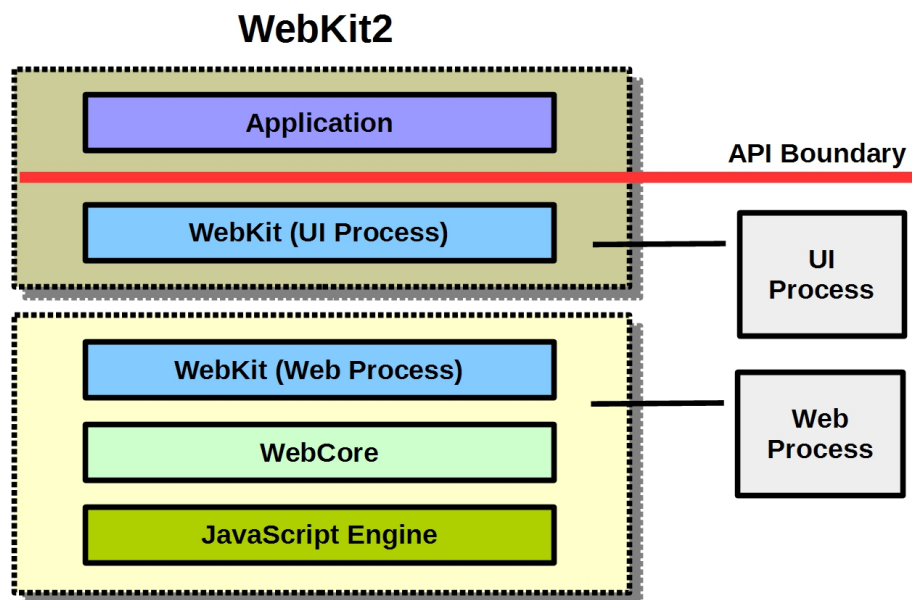 WebKit2
Application
API Boundary
WebKit (UI Process)
UI
Process
WebKit (Web Process)
Web
Process
WebCore
JavaScript Engine